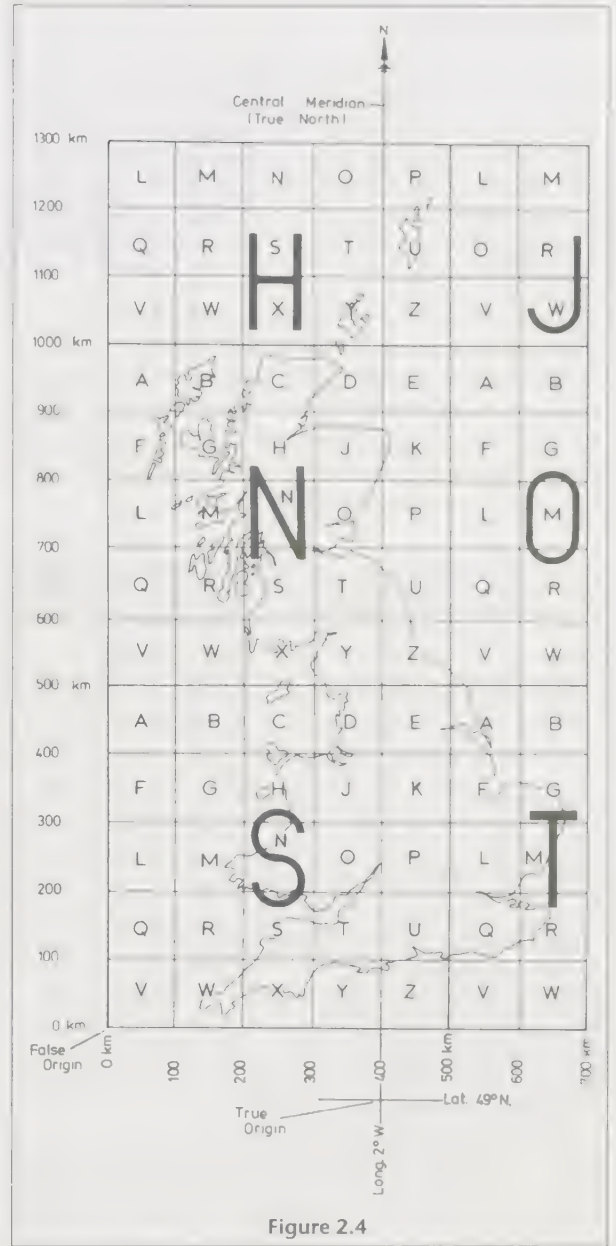 N
Central Meridian
(True North)
1300 km
L M N O P L M
1200
Q R S T U O R
H J
1100
V W X Z V W
1000 km
A B C D E A B
900
F G H J K F G
800
L M N O P L M
N O
700
Q R S T U Q R
600
V W X Y Z V W
500 km
A B C D E A B
400
F G H J K F G
300
L M N O P L M
S T
200
Q R S T U Q R
100
V W X Y Z V W
0 km
False
Origin
0 km 100 200 300 400 500 km 600 700 km
True
Origin
Lat. 49° N.
Long. 2° W
Figure 2.4